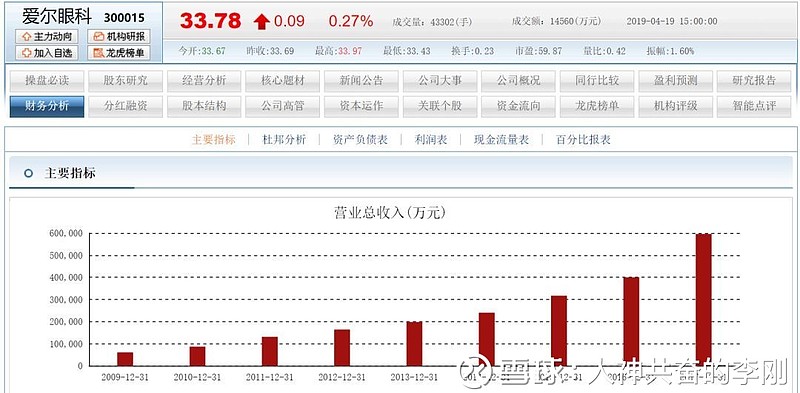 爱尔眼科 300015 33.78 0.09 0.27% 成交量: 43302(手) 成交额: 14560(万元) 2019-04-19 15:00:00
主力动向 机构研报
加入自选 龙虎榜单
今开:33.67 昨收:33.69 最高:33.97 最低:33.43 换手:0.23 市盈:59.87 量比:0.42 振幅:1.60%
操盘必读 股东研究 经营分析 核心题材 新闻公告 公司大事 公司概况 同行比较 盈利预测 研究报告
财务分析 分红融资 股本结构 公司高管 资本运作 关联个股 资金流向 龙虎榜单 机构评级 智能点评
主要指标 杜邦分析 资产负债表 利润表 现金流量表 百分比报表
主要指标
营业总收入(万元)
600,000
500,000
400,000
300,000
200,000
100,000
0
2009-12-31 2010-12-31 2011-12-31 2012-12-31 2013-12-31
雪球:人神共奋的李刚